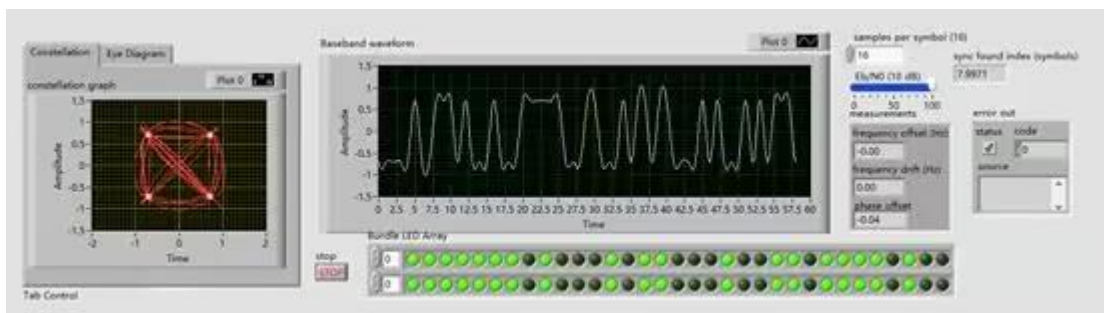 Constellation
Eye Diagram
constellation graph
Plot 0
1.5
1
0.5
0
-0.5
-1
-1.5
Amplitude
-2
-1
0
1
2
Time
Tab Control
Baseband waveform
Plot 0
1.5
1
0.5
0
-0.5
-1
-1.5
Amplitude
0 2.5 5 7.5 10 12.5 15 17.5 20 22.5 25 27.5 30 32.5 35 37.5 40 42.5 45 47.5 50 52.5 55 57.5 60
Time
Bundle LED Array
stop
STOP
0
0
samples per symbol (16)
16
Eb/N0 (10 dB)
0 50 100
measurements
frequency offset (Hz)
-0.00
frequency drift (Hz)
0.00
phase offset
-0.04
sync found
index (symbols)
7.9971
error out
status code
0
source